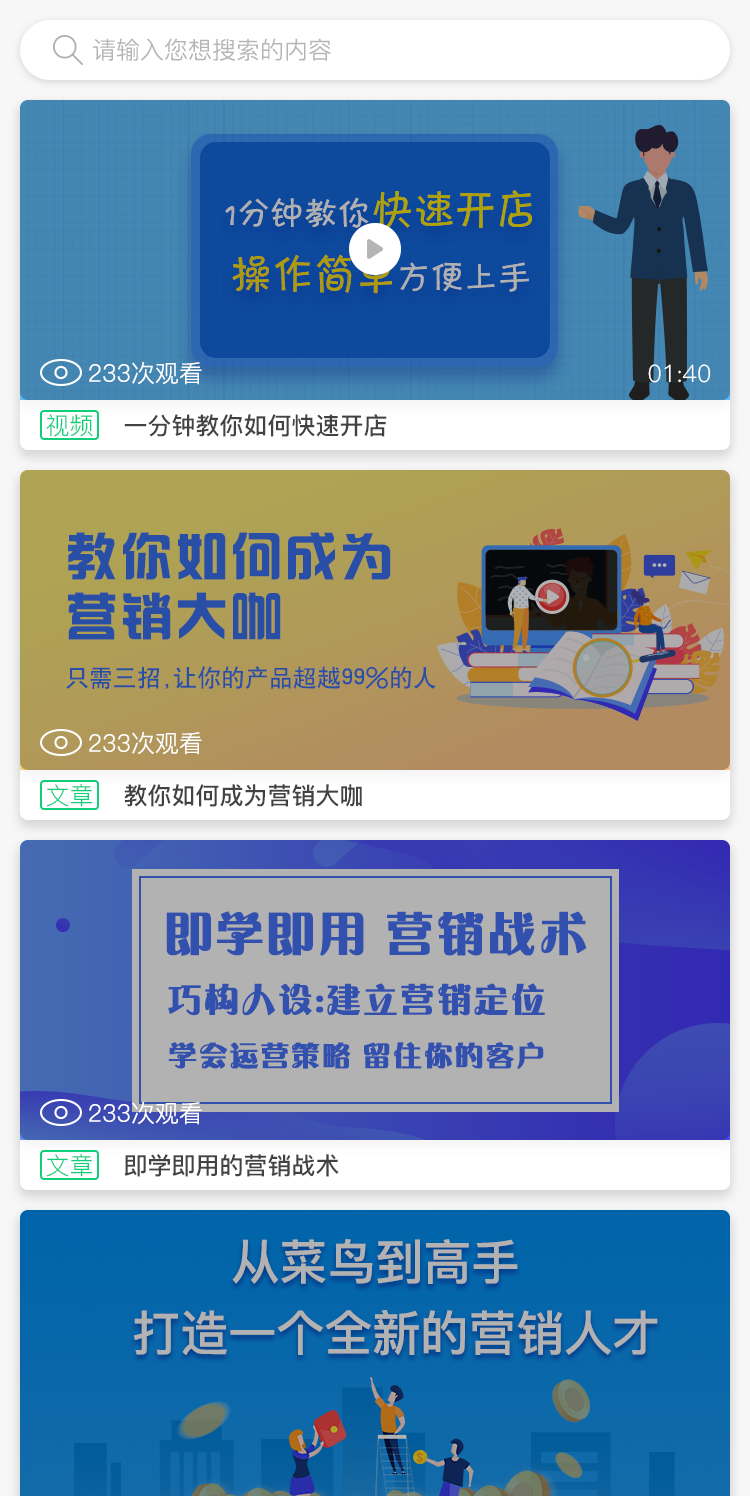 请输入您想搜索的内容
1分钟教你快速开店
操作简单方便上手
233次观看
01:40
视频 一分钟教你如何快速开店
教你如何成为
营销大咖
只需三招,让你的产品超越99%的人
233次观看
文章 教你如何成为营销大咖
即学即用 营销战术
巧构人设:建立营销定位
学会运营策略 留住你的客户
233次观看
文章 即学即用的营销战术
从菜鸟到高手
打造一个全新的营销人才